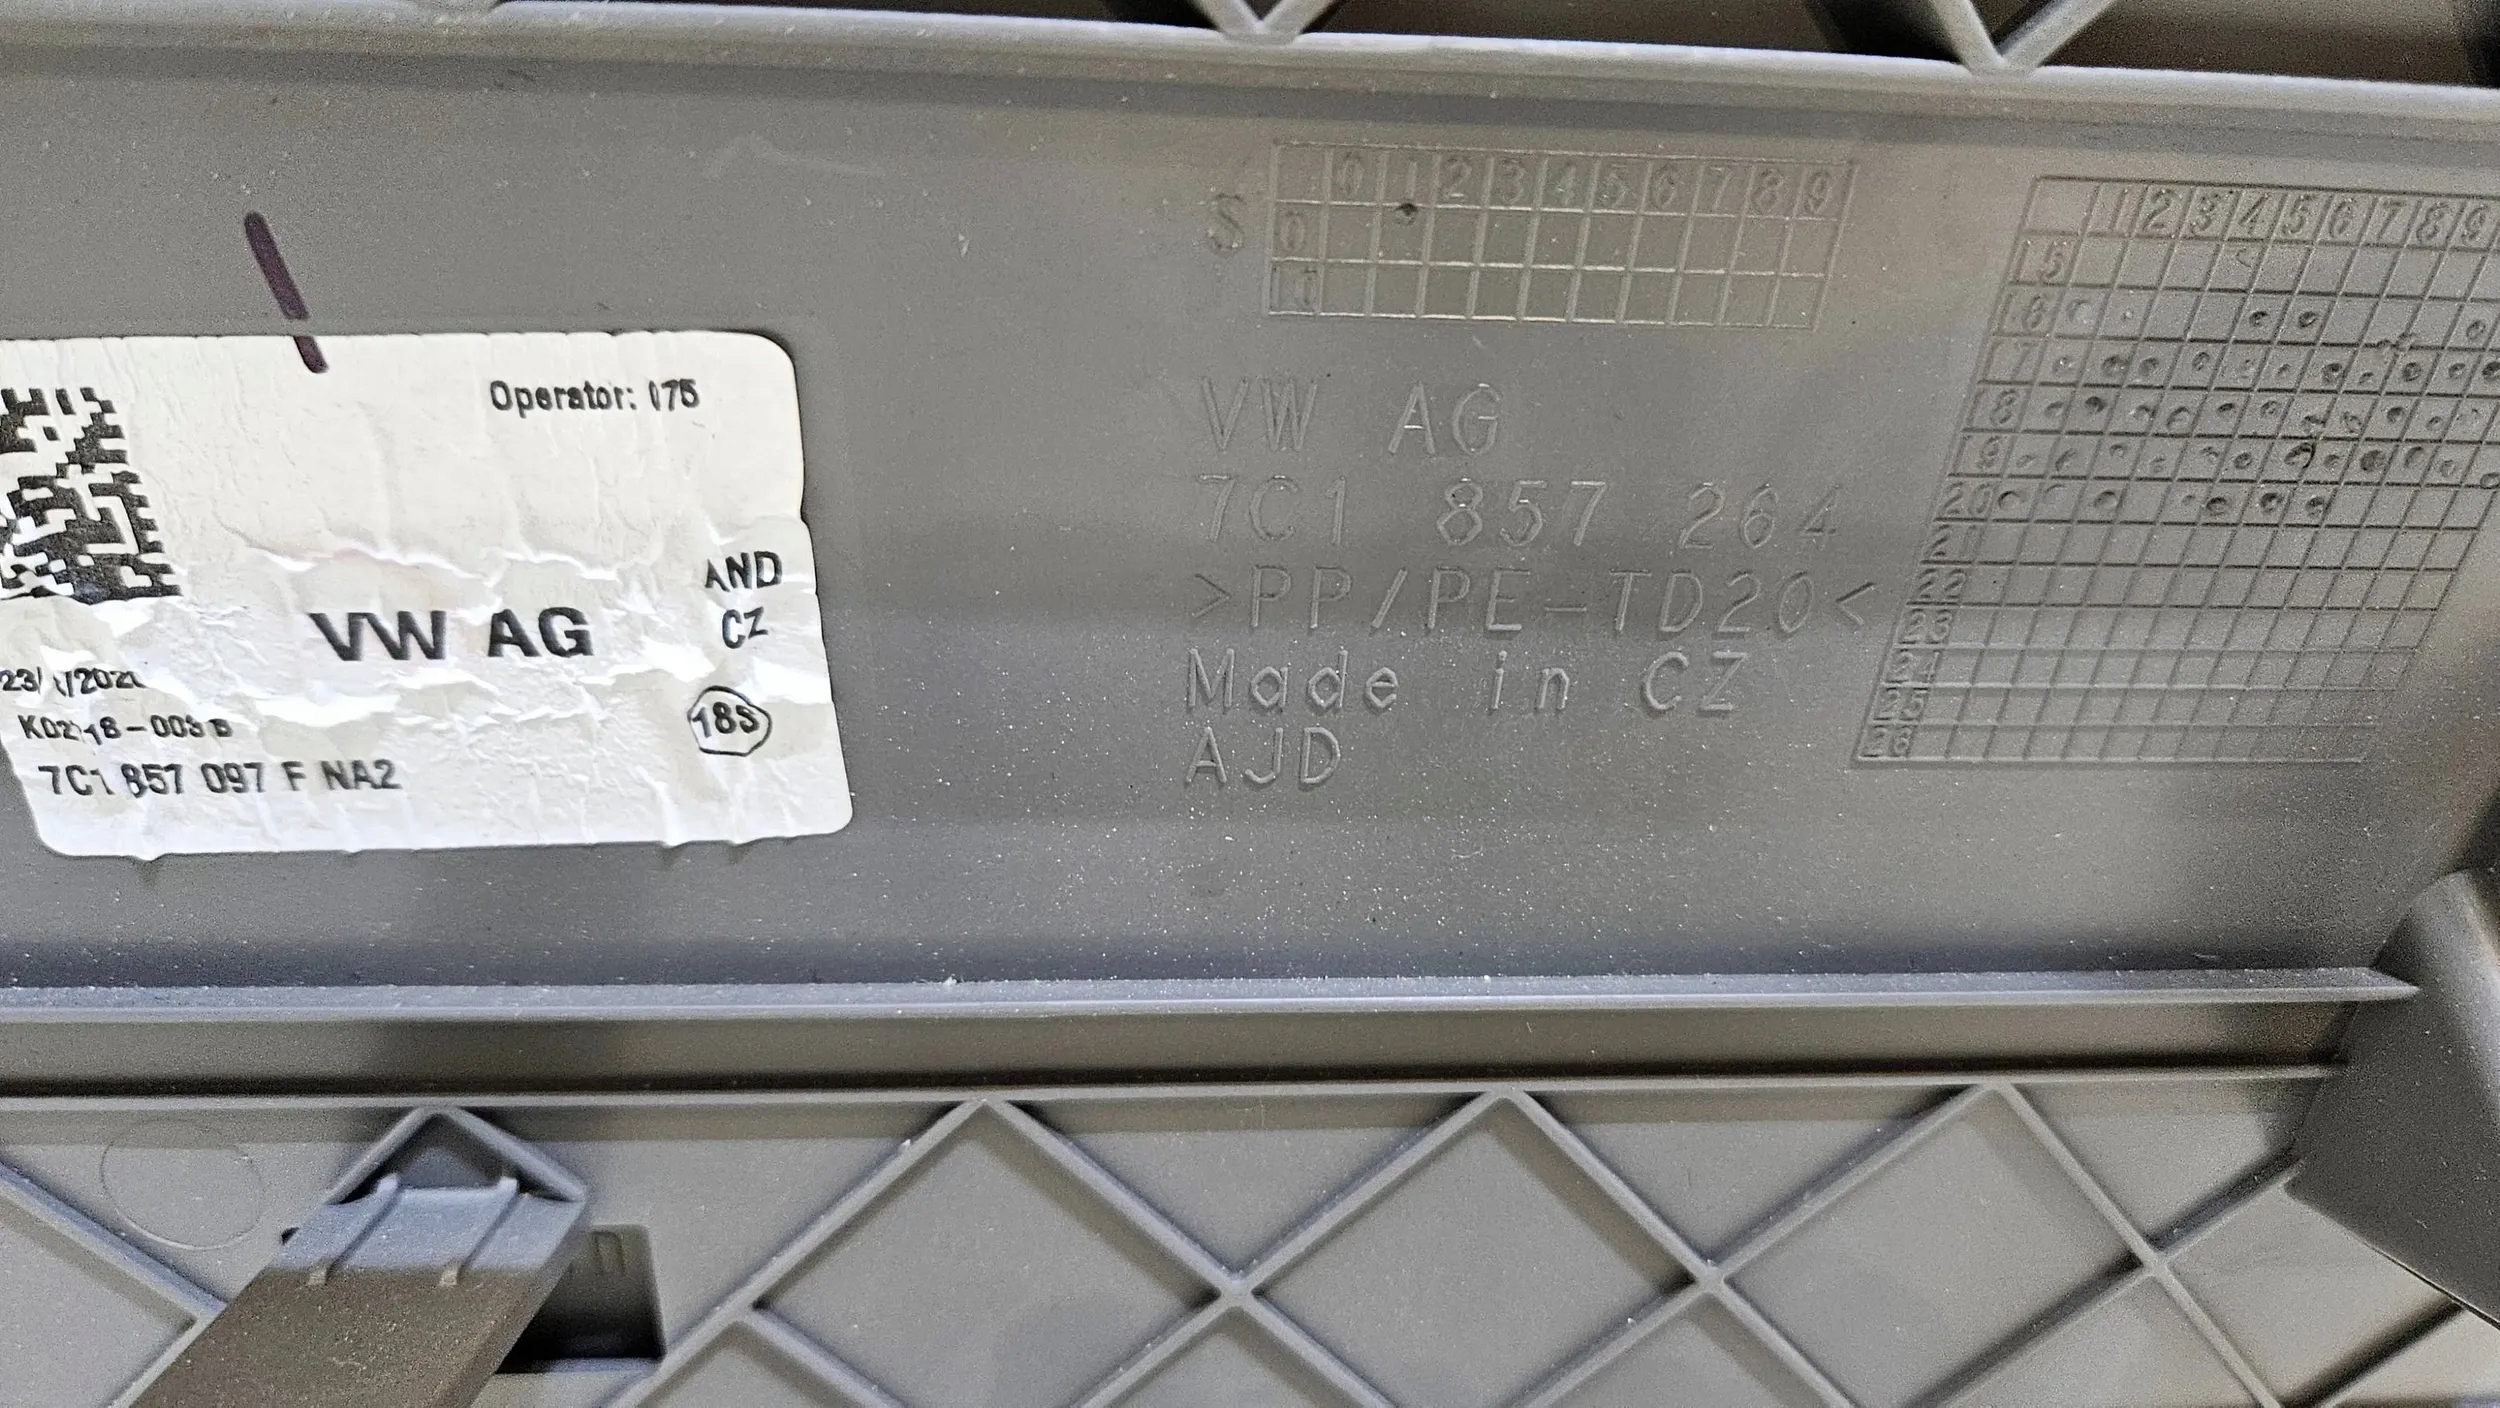 Operator: 075
AND
CZ
VW AG
185
7C1 857 097 F NA2
0 1 2 3 4 5 6 7 8 9
S
0
10
VW AG
7C1 857 264
>PP/PE-TD20<
Made in CZ
AJD
1 2 3 4 5 6 7 8 9
15
16
17
18
19
20
21
22
23
24
25
26